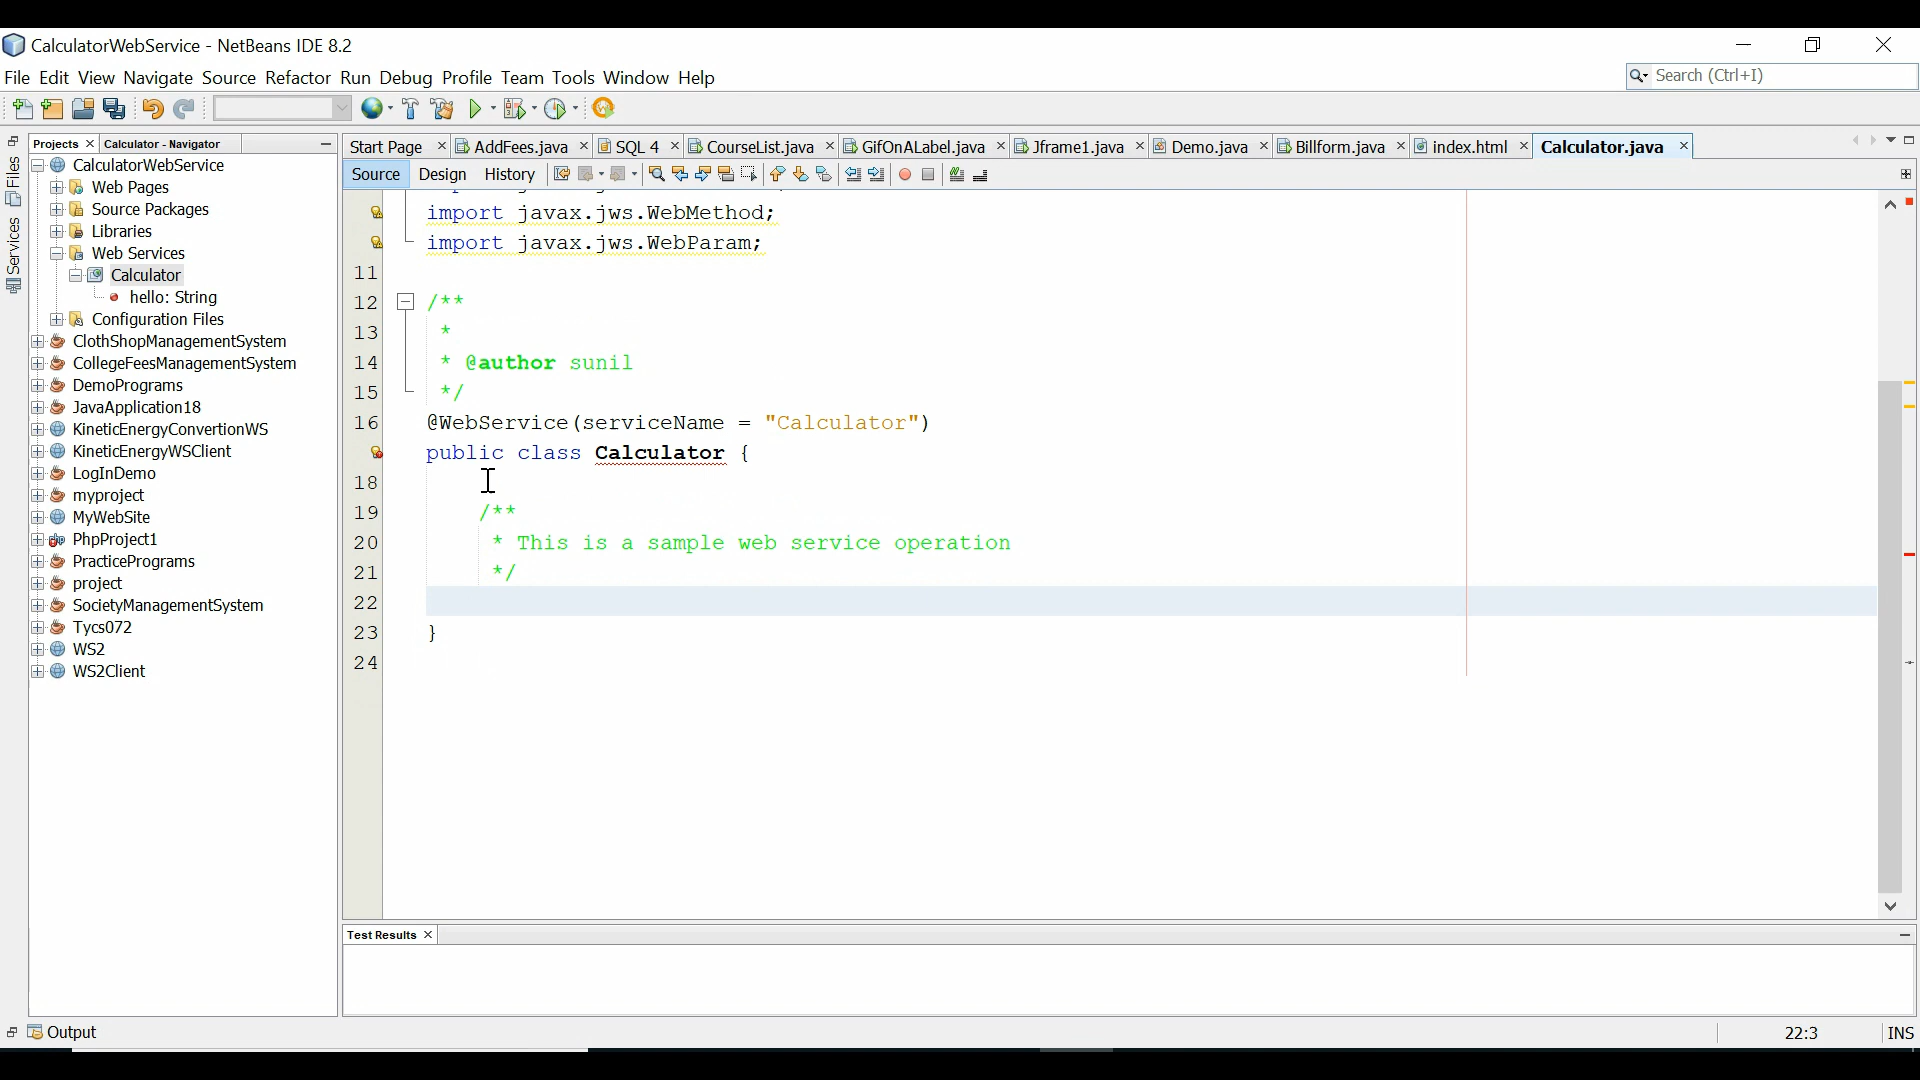 CalculatorWebService - NetBeans IDE 8.2
File Edit View Navigate Source Refactor Run Debug Profile Team Tools Window Help
Search (Ctrl+I)
Files
Services
Projects
Calculator - Navigator
CalculatorWebService
Web Pages
Source Packages
Libraries
Web Services
Calculator
hello: String
Configuration Files
ClothShopManagementSystem
CollegeFeesManagementSystem
DemoPrograms
JavaApplication18
KineticEnergyConvertionWS
KineticEnergyWSClient
LogInDemo
myproject
MyWebSite
PhpProject1
PracticePrograms
project
SocietyManagementSystem
Tycs072
WS2
WS2Client
Start Page AddFees.java SQL 4 CourseList.java GifOnALabel.java Jframe1.java Demo.java Billform.java index.html Calculator.java
Source Design History
import javax.jws.WebMethod;
import javax.jws.WebParam;
11
12 /**
13 *
14 * @author sunil
15 */
16 @WebService(serviceName = "Calculator")
public class Calculator {
18
19 /**
20 * This is a sample web service operation
21 */
22
23 }
24
Test Results
Output
22:3 INS